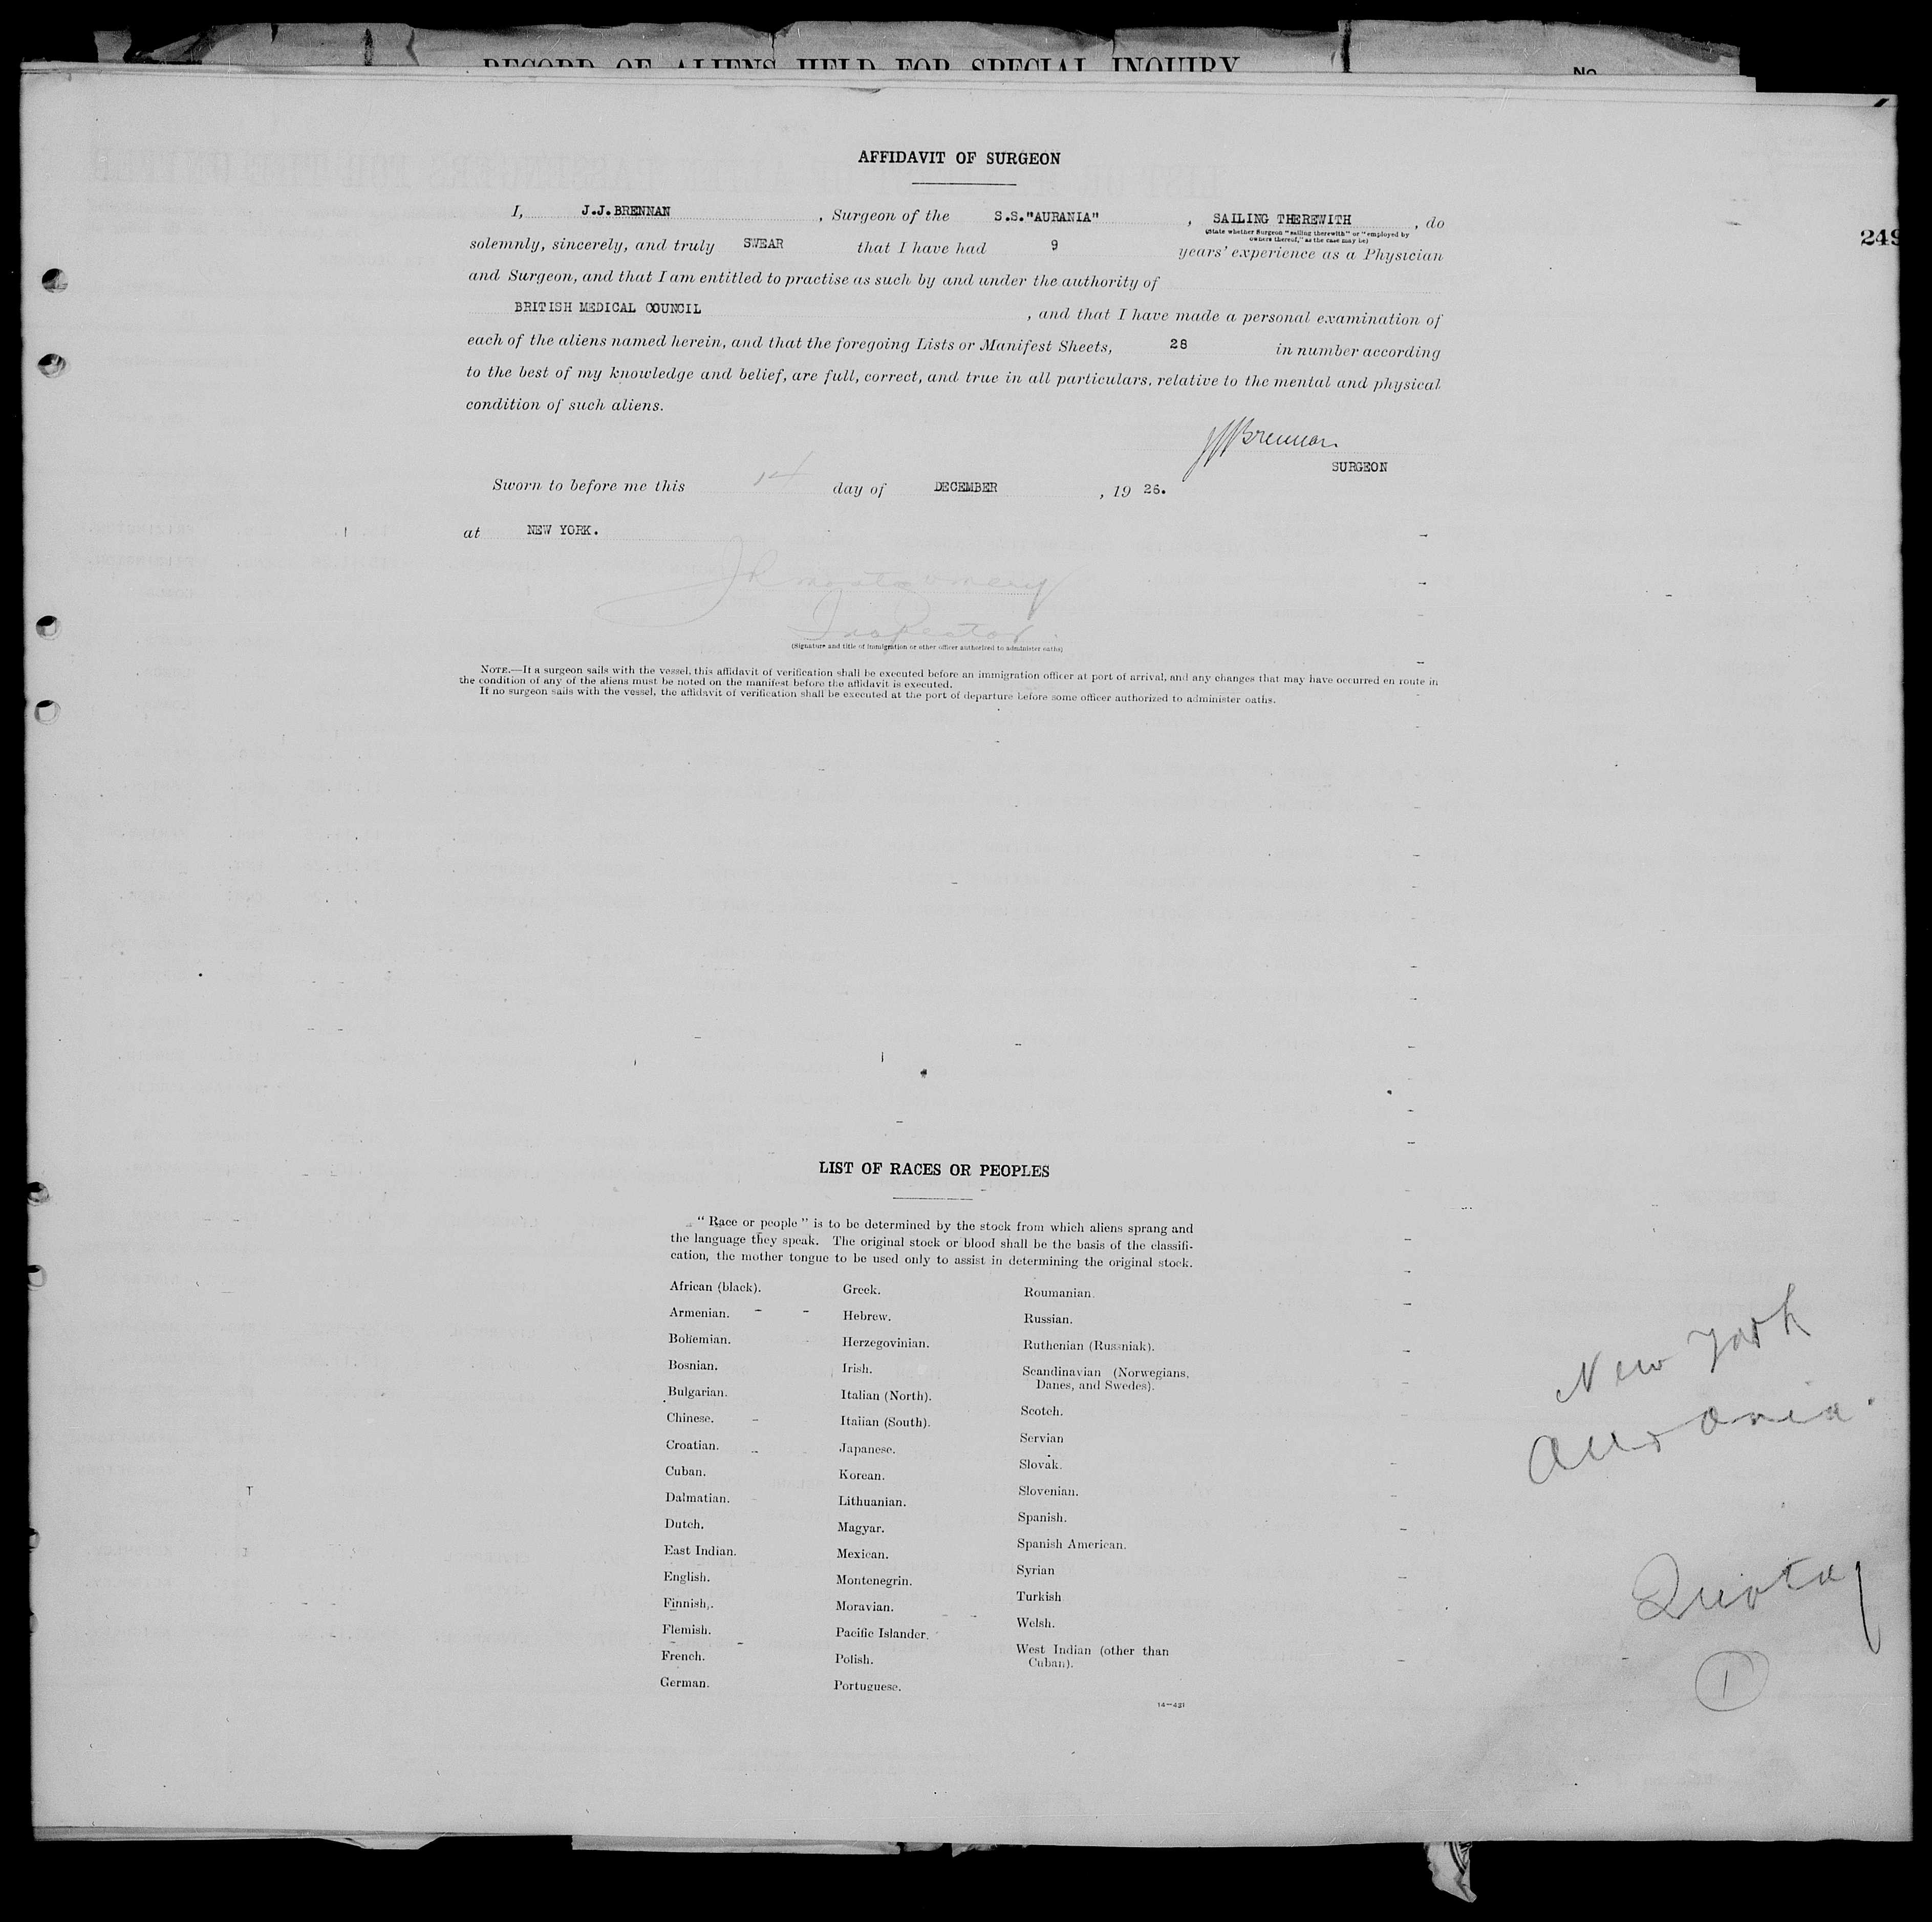 RECORD OF ALIENS HELD FOR SPECIAL INQUIRY
No
AFFIDAVIT OF SURGEON
I, J.J.BRENNAN , Surgeon of the S.S."AURANIA" , SAILING THEREWITH , do
(State whether Surgeon "sailing therewith" or "employed by
owners thereof," as the case may be)
249
solemnly, sincerely, and truly SWEAR that I have had 9 years' experience as a Physician
and Surgeon, and that I am entitled to practise as such by and under the authority of
BRITISH MEDICAL COUNCIL , and that I have made a personal examination of
each of the aliens named herein, and that the foregoing Lists or Manifest Sheets, 28 in number according
to the best of my knowledge and belief, are full, correct, and true in all particulars, relative to the mental and physical
condition of such aliens.
JJBrennan
SURGEON
Sworn to before me this 14 day of DECEMBER , 19 26.
at NEW YORK.
JR Montgomery
Inspector.
(Signature and title of immigration or other officer authorized to administer oaths)
NOTE.—If a surgeon sails with the vessel, this affidavit of verification shall be executed before an immigration officer at port of arrival, and any changes that may have occurred en route in
the condition of any of the aliens must be noted on the manifest before the affidavit is executed.
If no surgeon sails with the vessel, the affidavit of verification shall be executed at the port of departure before some officer authorized to administer oaths.
LIST OF RACES OR PEOPLES
"Race or people" is to be determined by the stock from which aliens sprang and
the language they speak. The original stock or blood shall be the basis of the classifi-
cation, the mother tongue to be used only to assist in determining the original stock.
African (black).
Armenian.
Bohemian.
Bosnian.
Bulgarian.
Chinese.
Croatian.
Cuban.
Dalmatian.
Dutch.
East Indian.
English.
Finnish.
Flemish.
French.
German.
Greek.
Hebrew.
Herzegovinian.
Irish.
Italian (North).
Italian (South).
Japanese.
Korean.
Lithuanian.
Magyar.
Mexican.
Montenegrin.
Moravian.
Pacific Islander.
Polish.
Portuguese.
Roumanian.
Russian.
Ruthenian (Russniak).
Scandinavian (Norwegians,
Danes, and Swedes).
Scotch.
Servian
Slovak.
Slovenian.
Spanish.
Spanish American.
Syrian
Turkish
Welsh.
West Indian (other than
Cuban).
14—421
New York
Aurania
Quota
1